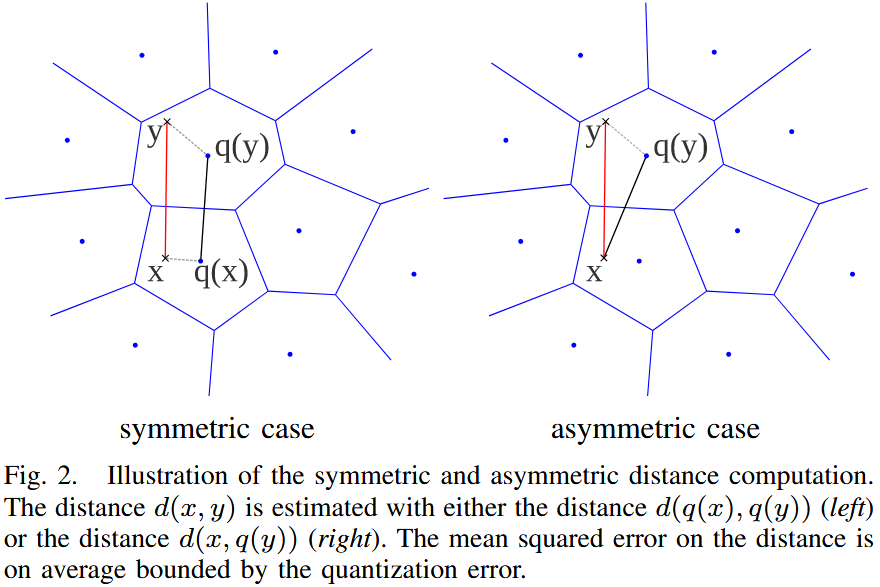 y
q(y)
x
q(x)
y
q(y)
x
symmetric case
asymmetric case
Fig. 2. Illustration of the symmetric and asymmetric distance computation.
The distance d(x, y) is estimated with either the distance d(q(x), q(y)) (left)
or the distance d(x, q(y)) (right). The mean squared error on the distance is
on average bounded by the quantization error.